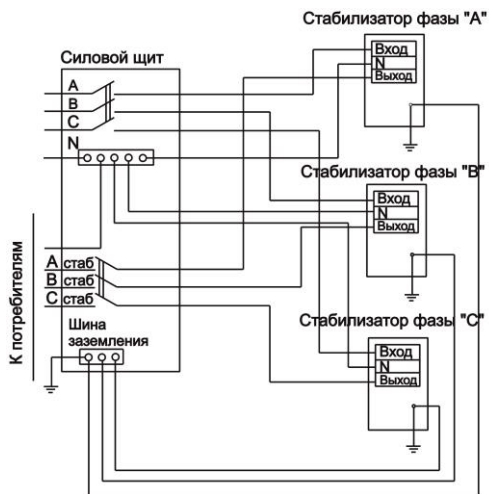 Стабилизатор фазы "А"
Силовой щит
Вход
N
Выход
А
В
С
N
Стабилизатор фазы "В"
Вход
N
Выход
К потребителям
А стаб
В стаб
С стаб
Стабилизатор фазы "С"
Шина
заземления
Вход
N
Выход